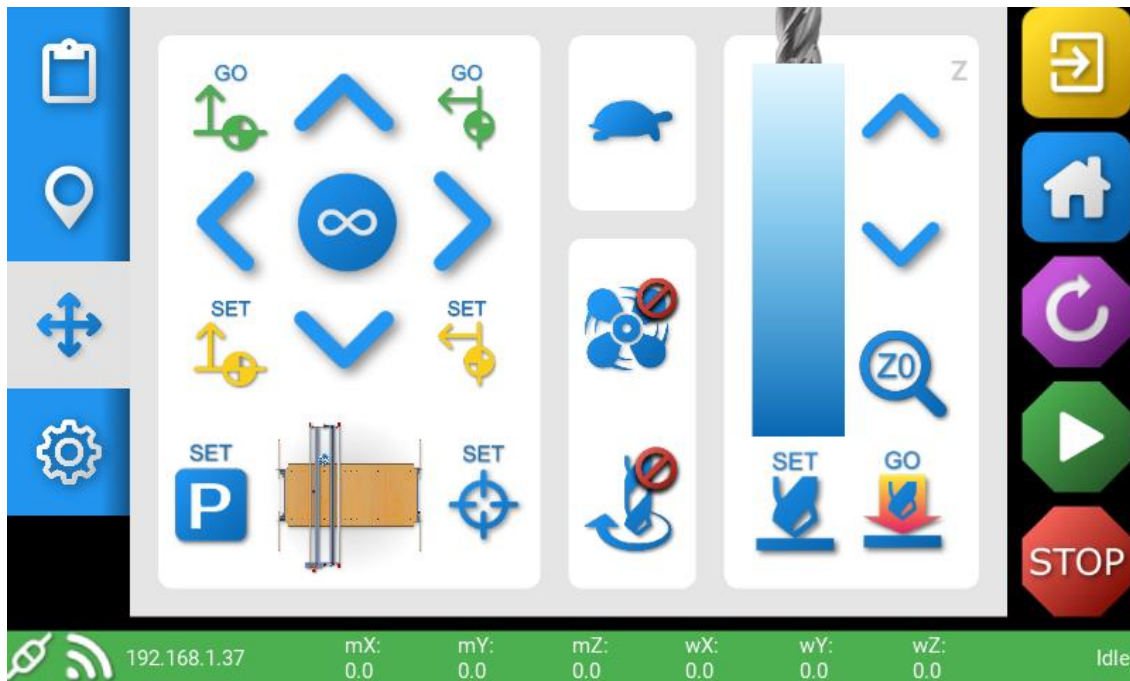 GO
GO
Z
∞
SET
SET
Z0
SET
P
SET
SET
GO
STOP
192.168.1.37
mX: mY: mZ: wX: wY: wZ:
0.0 0.0 0.0 0.0 0.0 0.0
Idle